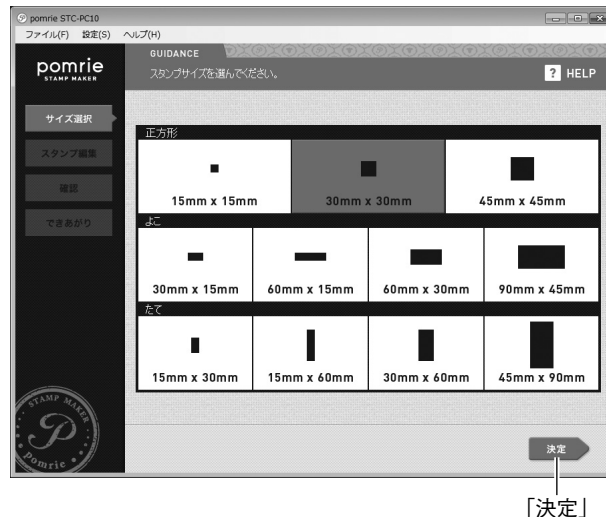 pomrie STC-PC10
ファイル(F) 設定(S) ヘルプ(H)
GUIDANCE
スタンプサイズを選んでください。
? HELP
pomrie
STAMP MAKER
サイズ選択
スタンプ編集
確認
できあがり
正方形
15mm x 15mm 30mm x 30mm 45mm x 45mm
よこ
30mm x 15mm 60mm x 15mm 60mm x 30mm 90mm x 45mm
たて
15mm x 30mm 15mm x 60mm 30mm x 60mm 45mm x 90mm
STAMP MAKER
P
pomrie
決定
「決定」